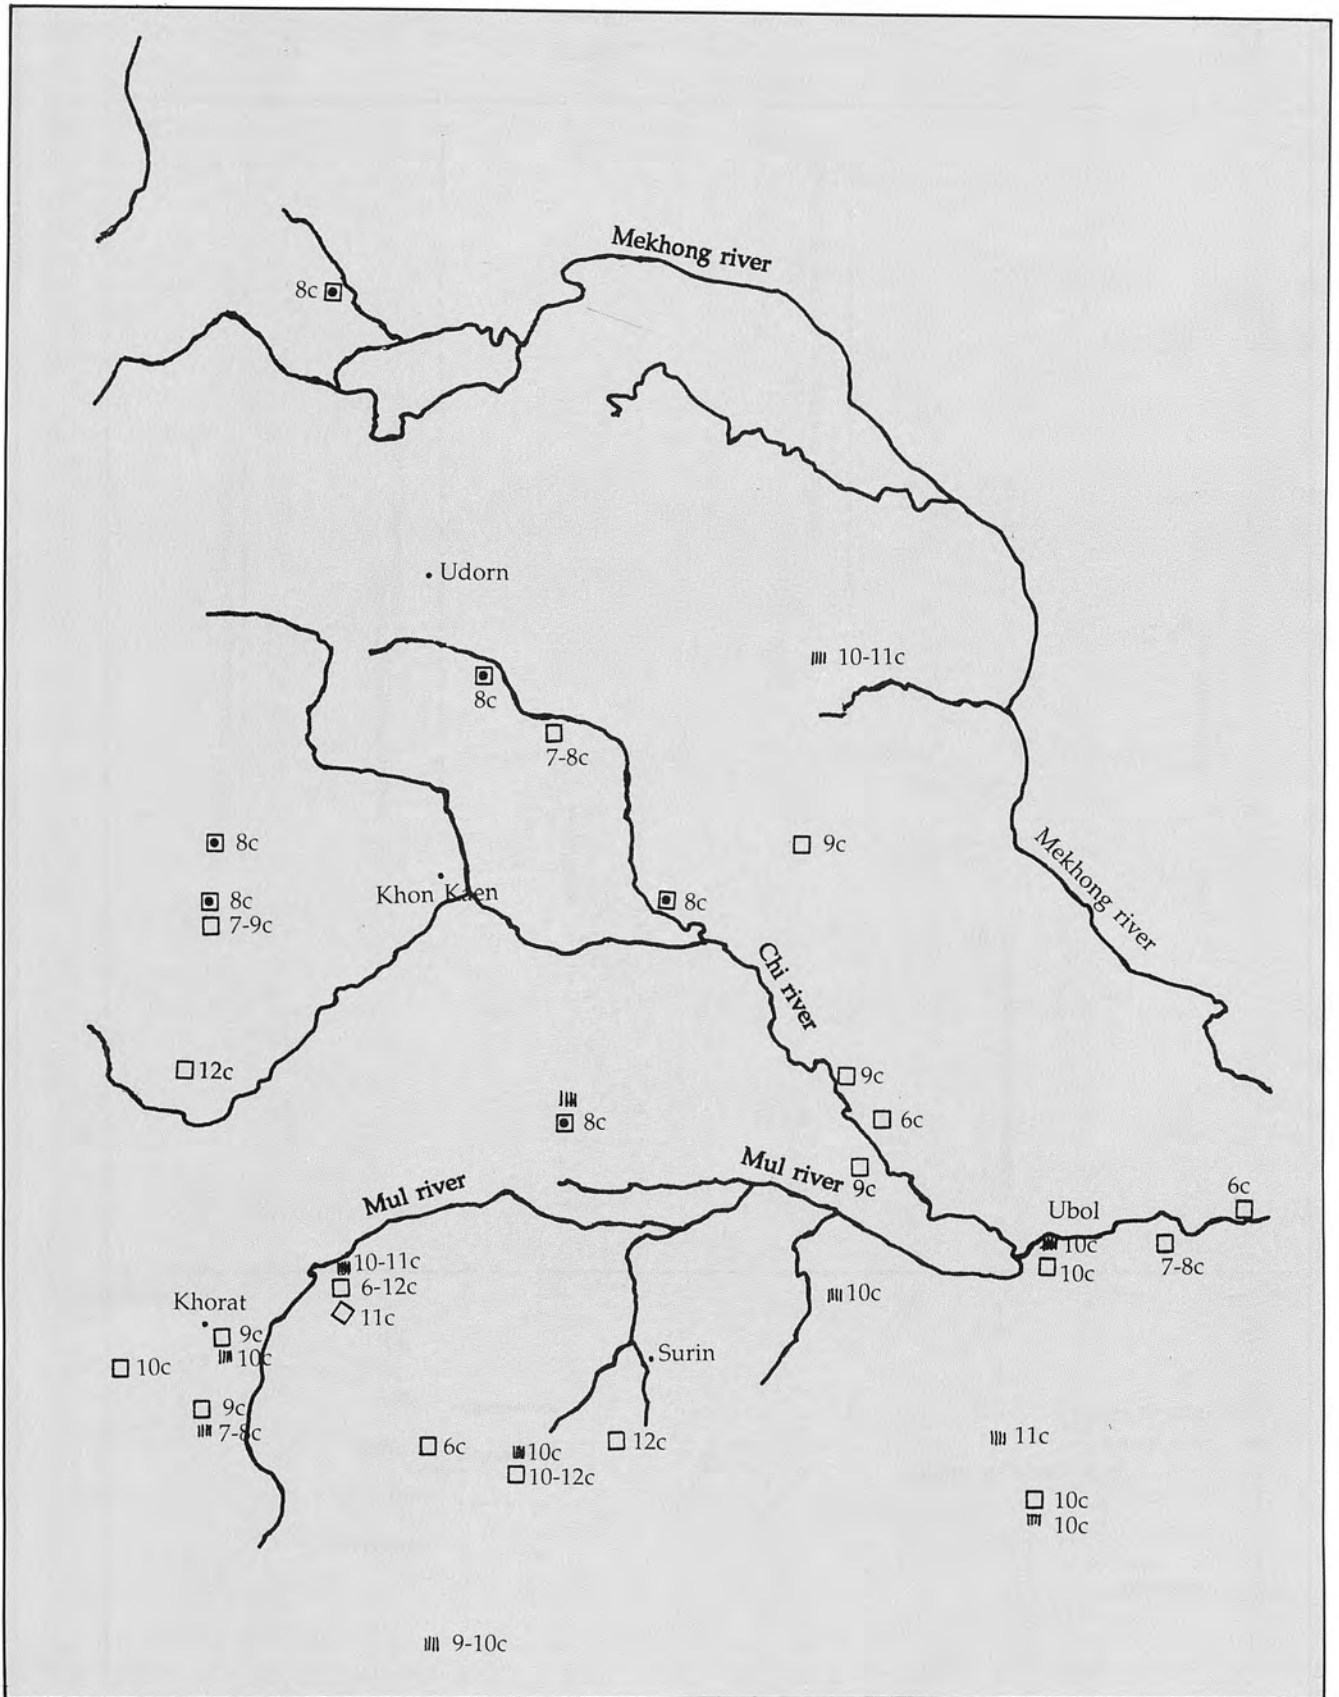 Mekhong river
8c
Udorn
10-11c
8c
7-8c
8c
9c
Mekhong river
Khon Kaen
8c
8c
7-9c
Chi river
12c
9c
8c
6c
Mul river
9c
Mul river
6c
Ubol
10c
7-8c
10c
10-11c
6-12c
10c
11c
Khorat
9c
10c
Surin
10c
9c
7-8c
11c
12c
6c
10c
10-12c
10c
10c
9-10c